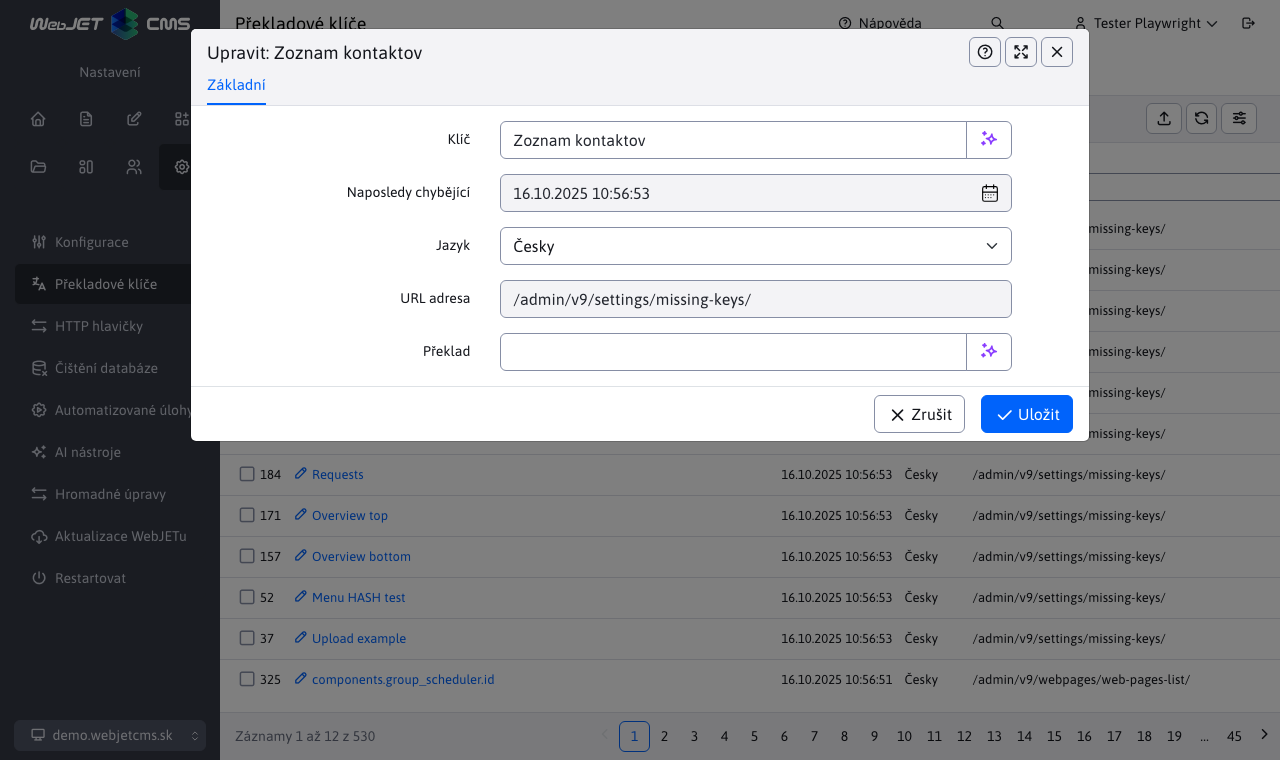 WebJET CMS
Překladové klíče
Nápověda
Tester Playwright
Nastavení
Konfigurace
Překladové klíče
HTTP hlavičky
Čištění databáze
Automatizované úlohy
AI nástroje
Hromadné úpravy
Aktualizace WebJETu
Restartovat
demo.webjetcms.sk
Upravit: Zoznam kontaktov
Základní
Klíč
Zoznam kontaktov
Naposledy chybějící
16.10.2025 10:56:53
Jazyk
Česky
URL adresa
/admin/v9/settings/missing-keys/
Překlad
Zrušit
Uložit
missing-keys/
missing-keys/
missing-keys/
missing-keys/
missing-keys/
missing-keys/
184 Requests 16.10.2025 10:56:53 Česky /admin/v9/settings/missing-keys/
171 Overview top 16.10.2025 10:56:53 Česky /admin/v9/settings/missing-keys/
157 Overview bottom 16.10.2025 10:56:53 Česky /admin/v9/settings/missing-keys/
52 Menu HASH test 16.10.2025 10:56:53 Česky /admin/v9/settings/missing-keys/
37 Upload example 16.10.2025 10:56:53 Česky /admin/v9/settings/missing-keys/
325 components.group_scheduler.id 16.10.2025 10:56:51 Česky /admin/v9/webpages/web-pages-list/
Záznamy 1 až 12 z 530
1 2 3 4 5 6 7 8 9 10 11 12 13 14 15 16 17 18 19 ... 45